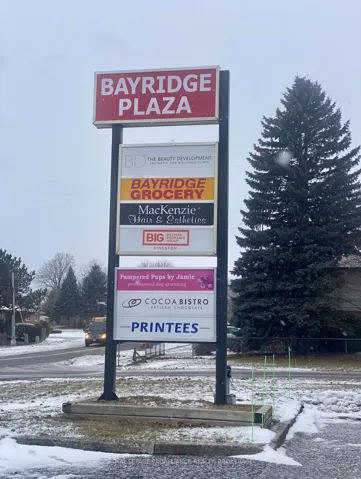 BAYRIDGE
PLAZA
BD THE BEAUTY DEVELOPMENT
BAYRIDGE
GROCERY
MacKenzie
Hair & Esthetics
BIG
KINGSTON
Pampered Pups by Jamie
professional dog grooming
COCOA BISTRO
ARTISAN CHOCOLATE
PRINTEES